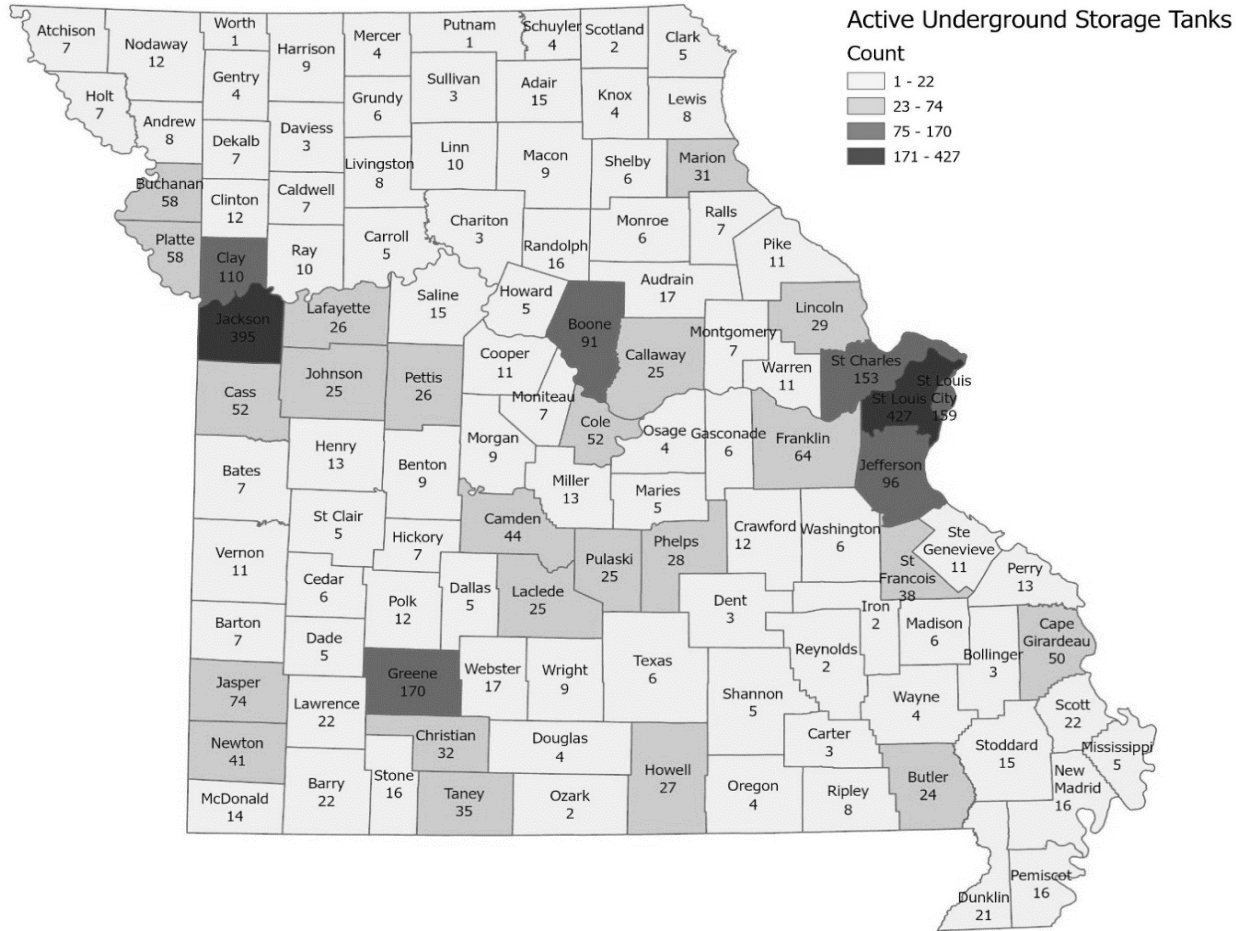 Active Underground Storage Tanks
Count
1 - 22
23 - 74
75 - 170
171 - 427
Atchison
7
Nodaway
12
Worth
1
Harrison
9
Mercer
4
Putnam
1
Schuyler
4
Scotland
2
Clark
5
Gentry
4
Sullivan
3
Adair
15
Knox
4
Lewis
8
Holt
7
Andrew
8
Grundy
6
Dekalb
7
Daviess
3
Livingston
8
Linn
10
Macon
9
Shelby
6
Marion
31
Buchanan
58
Clinton
12
Caldwell
7
Chariton
3
Monroe
6
Ralls
7
Pike
11
Platte
58
Clay
110
Ray
10
Carroll
5
Randolph
16
Audrain
17
Jackson
395
Lafayette
26
Saline
15
Howard
5
Boone
91
Callaway
25
Montgomery
7
Lincoln
29
Warren
11
St Charles
153
St Louis
City
159
St Louis
427
Cass
52
Johnson
25
Pettis
26
Cooper
11
Moniteau
7
Cole
52
Osage
4
Gasconade
6
Franklin
64
Jefferson
96
Bates
7
Henry
13
Benton
9
Morgan
9
Miller
13
Maries
5
Crawford
12
Washington
6
Ste
Genevieve
11
Perry
13
St
Francois
38
Vernon
11
St Clair
5
Hickory
7
Camden
44
Pulaski
25
Phelps
28
Cedar
6
Polk
12
Dallas
5
Laclede
25
Dent
3
Iron
2
Madison
6
Bollinger
3
Cape
Girardeau
50
Barton
7
Dade
5
Greene
170
Webster
17
Wright
9
Texas
6
Reynolds
2
Shannon
5
Wayne
4
Jasper
74
Lawrence
22
Christian
32
Douglas
4
Carter
3
Stoddard
15
Scott
22
Mississippi
5
Newton
41
Barry
22
Stone
16
Taney
35
Ozark
2
Howell
27
Oregon
4
Ripley
8
Butler
24
New
Madrid
16
McDonald
14
Dunklin
21
Pemiscot
16